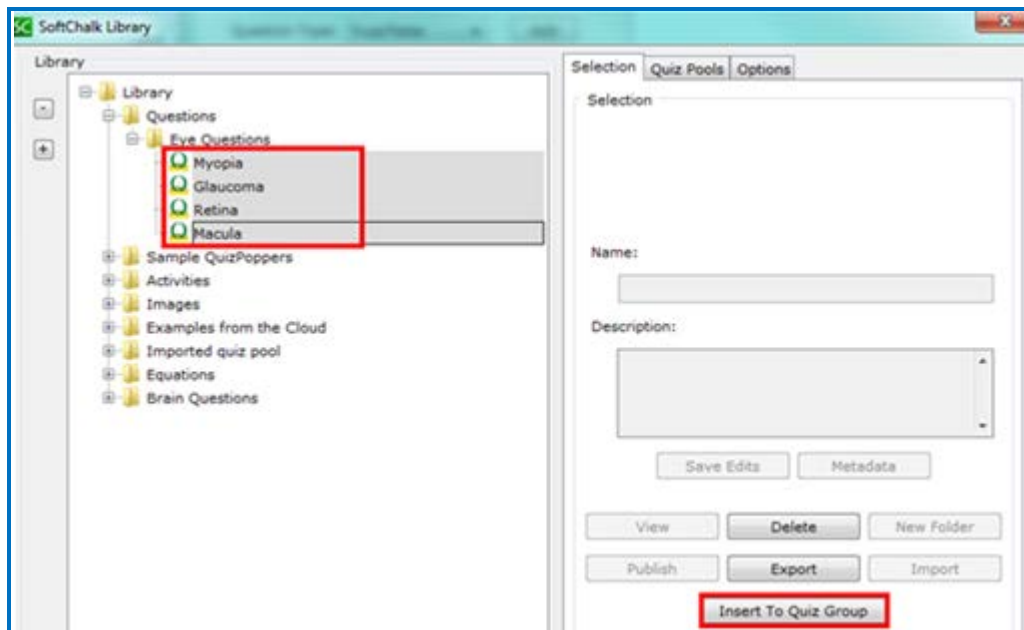 SC SoftChalk Library
Library
Library
Questions
Eye Questions
Myopia
Glaucoma
Retina
Macula
Sample QuizPoppers
Activities
Images
Examples from the Cloud
Imported quiz pool
Equations
Brain Questions
Selection Quiz Pools Options
Selection
Name:
Description:
Save Edits Metadata
View Delete New Folder
Publish Export Import
Insert To Quiz Group